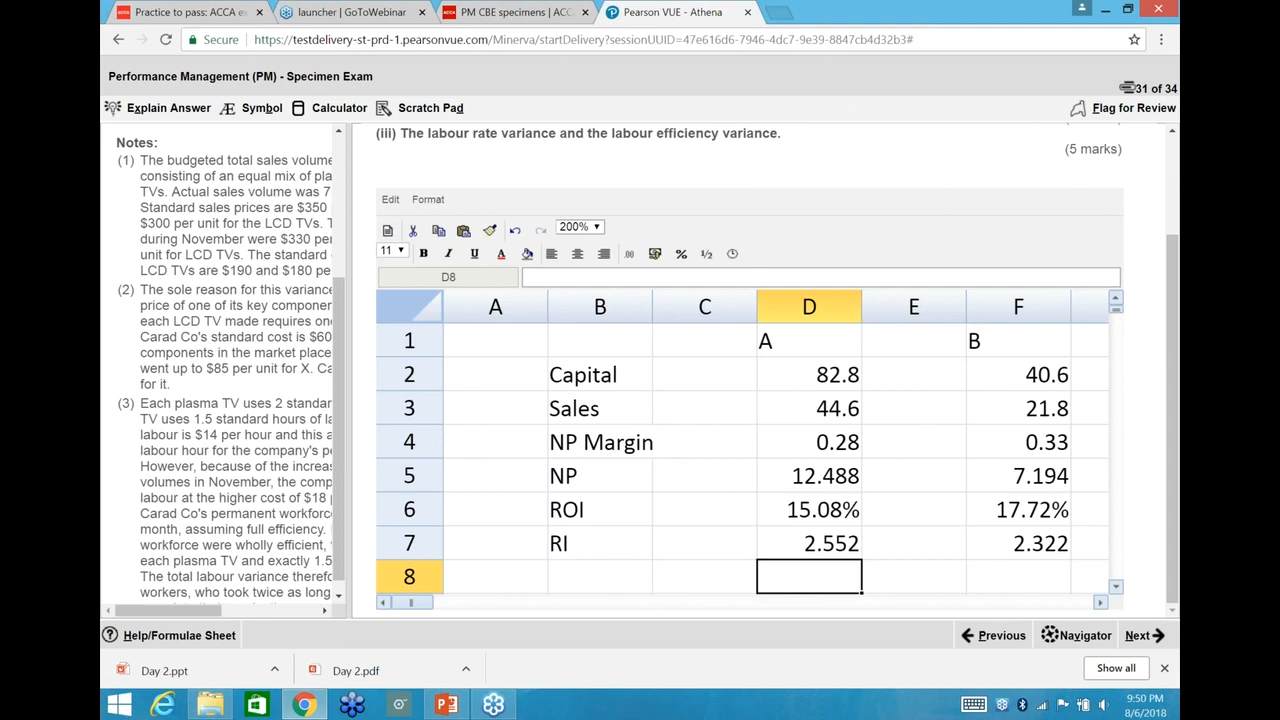 Practice to pass: ACCA ex
launcher | GoToWebinar
PM CBE specimens | ACC
Pearson VUE - Athena
Secure
https://testdelivery-st-prd-1.pearsonvue.com/Minerva/startDelivery?sessionUUID=47e616d6-7946-4dc7-9e39-8847cb4d32b3#
Performance Management (PM) - Specimen Exam
31 of 34
Explain Answer
Symbol
Calculator
Scratch Pad
Flag for Review
Notes:
(1) The budgeted total sales volume
consisting of an equal mix of pla
TVs. Actual sales volume was 7
Standard sales prices are $350
$300 per unit for the LCD TVs. T
during November were $330 per
unit for LCD TVs. The standard
LCD TVs are $190 and $180 pe
(2) The sole reason for this variance
price of one of its key componer
each LCD TV made requires one
Carad Co's standard cost is $60
components in the market place
went up to $85 per unit for X. Ca
for it.
(3) Each plasma TV uses 2 standar
TV uses 1.5 standard hours of la
labour is $14 per hour and this a
labour hour for the company's pe
However, because of the increas
volumes in November, the comp
labour at the higher cost of $18
Carad Co's permanent workforc
month, assuming full efficiency.
workforce were wholly efficient,
each plasma TV and exactly 1.5
The total labour variance therefo
workers, who took twice as long
(iii) The labour rate variance and the labour efficiency variance.
(5 marks)
Edit Format
200%
11 B I U A .00 % 1/2
D8
A B C D E F
1 A B
2 Capital 82.8 40.6
3 Sales 44.6 21.8
4 NP Margin 0.28 0.33
5 NP 12.488 7.194
6 ROI 15.08% 17.72%
7 RI 2.552 2.322
8
Help/Formulae Sheet
Previous
Navigator
Next
Day 2.ppt
Day 2.pdf
Show all
9:50 PM
8/6/2018